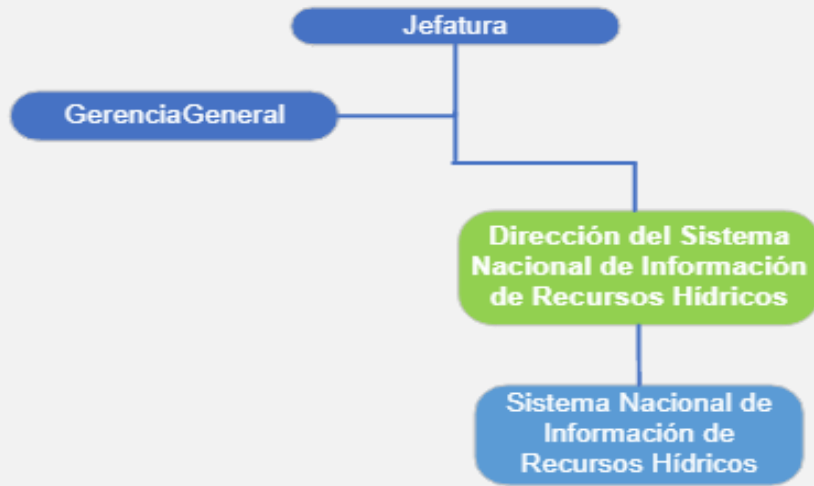 Jefatura
GerenciaGeneral
Dirección del Sistema
Nacional de Información
de Recursos Hídricos
Sistema Nacional de
Información de
Recursos Hídricos